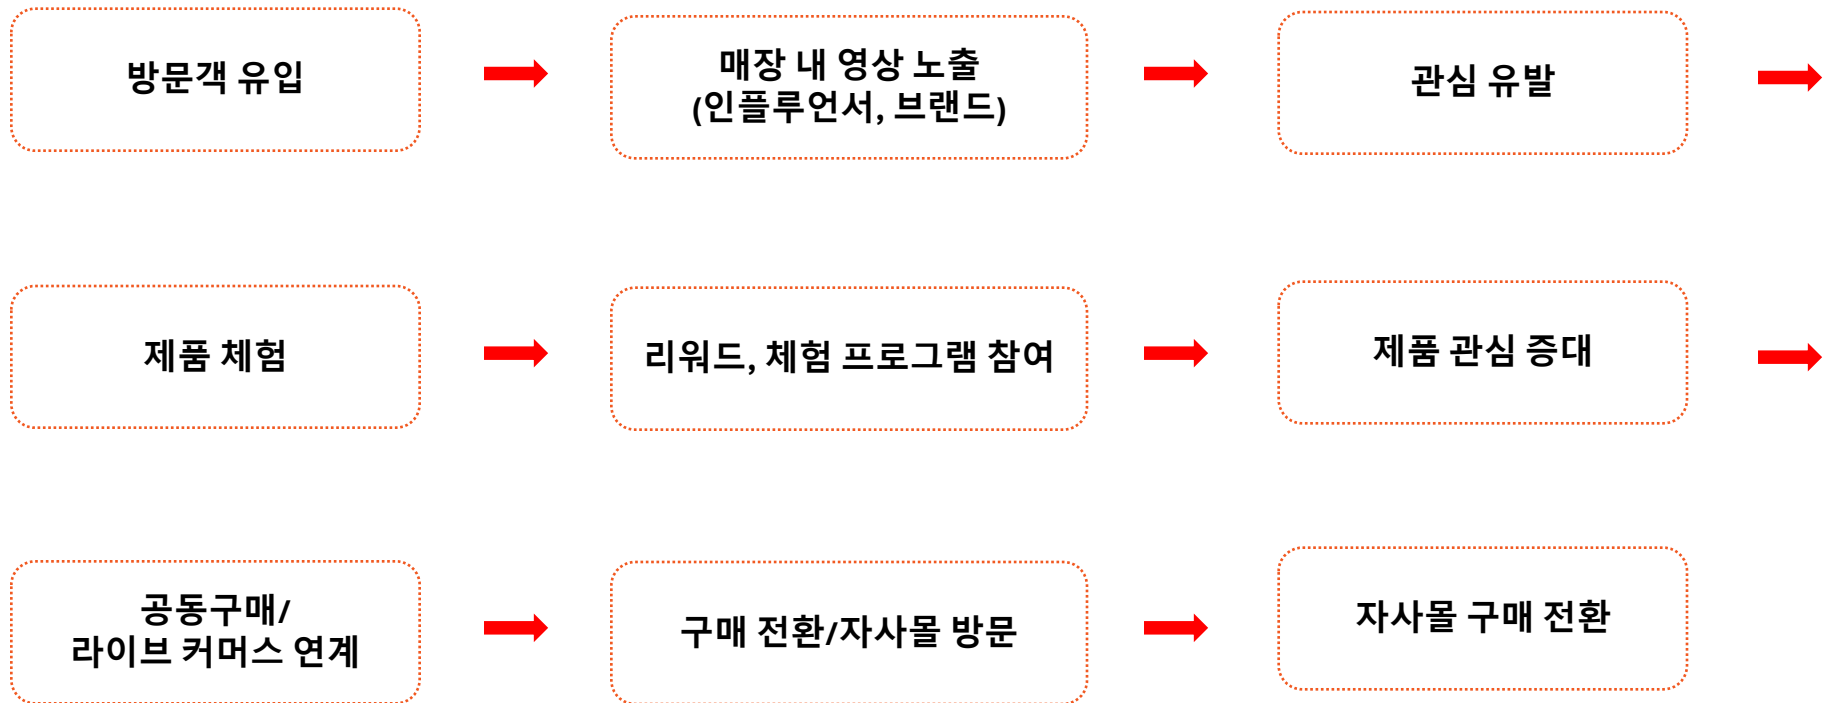 방문객 유입
매장 내 영상 노출
(인플루언서, 브랜드)
관심 유발
제품 체험
리워드, 체험 프로그램 참여
제품 관심 증대
공동구매/
라이브 커머스 연계
구매 전환/자사몰 방문
자사몰 구매 전환